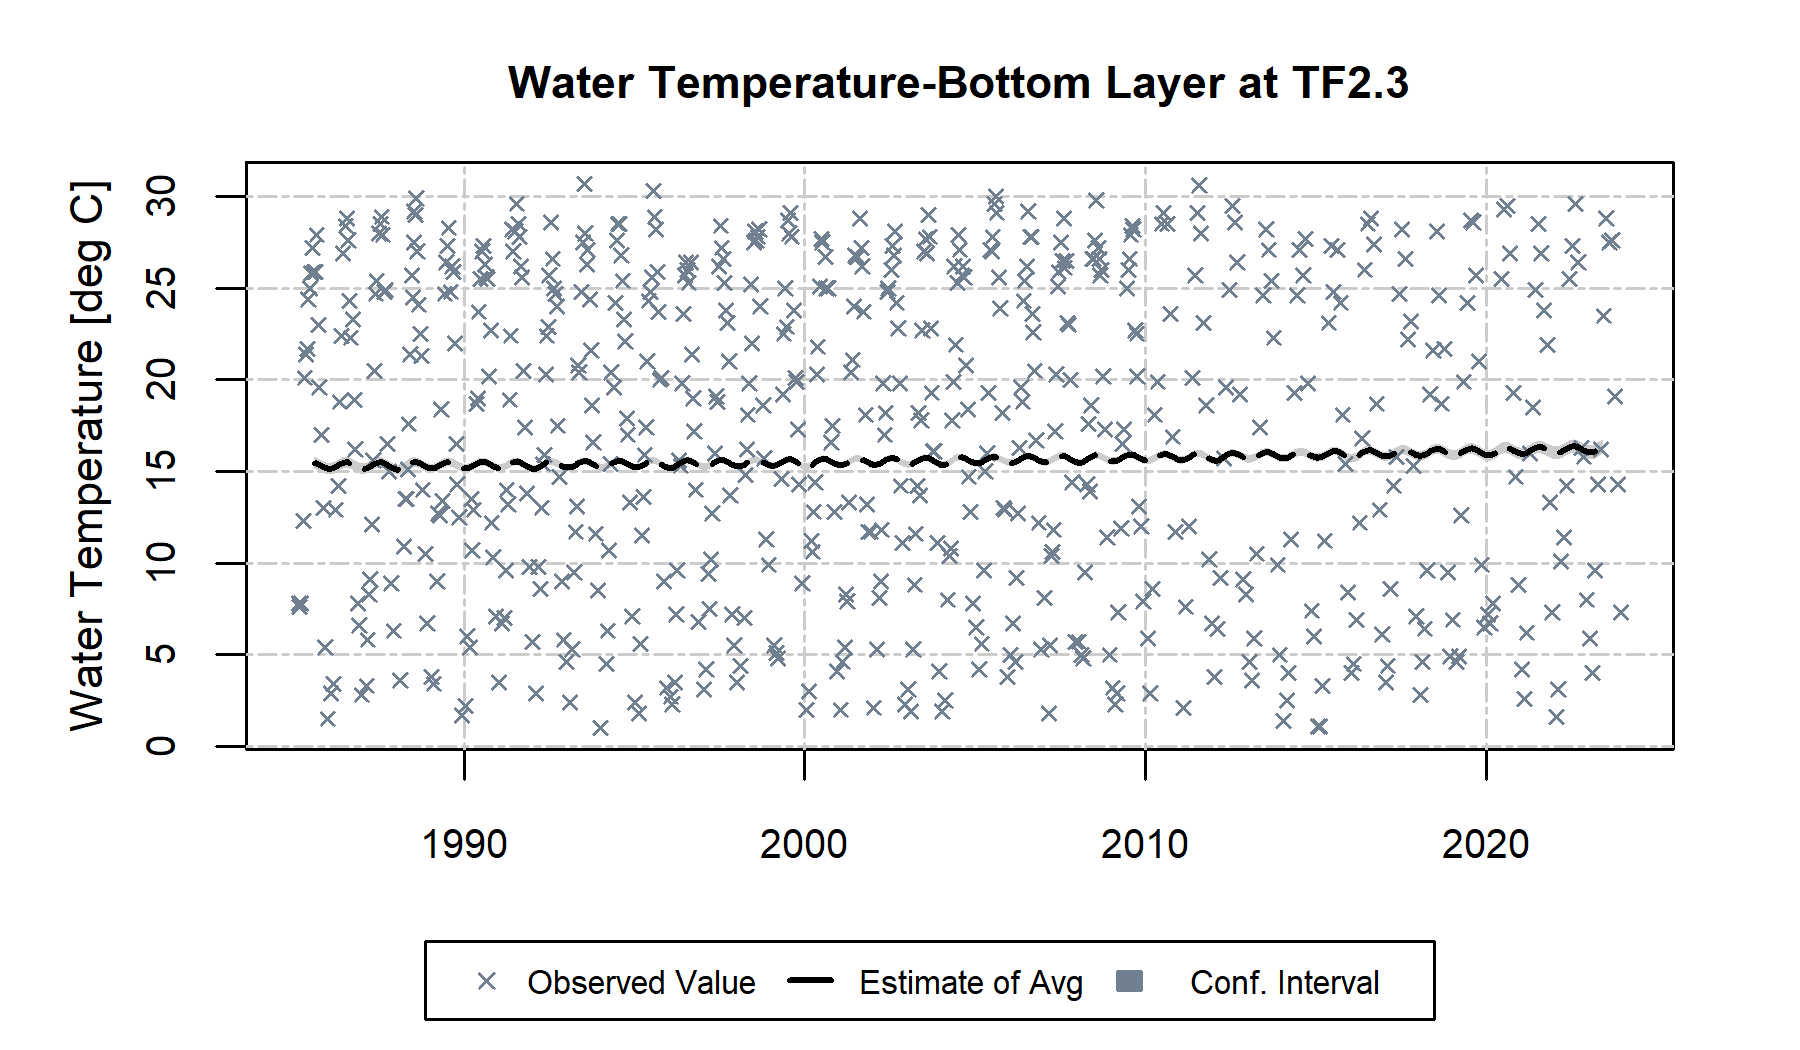 Water Temperature-Bottom Layer at TF2.3
Water Temperature [deg C]
30
25
20
15
10
5
0
1990 2000 2010 2020
Observed Value Estimate of Avg Conf. Interval